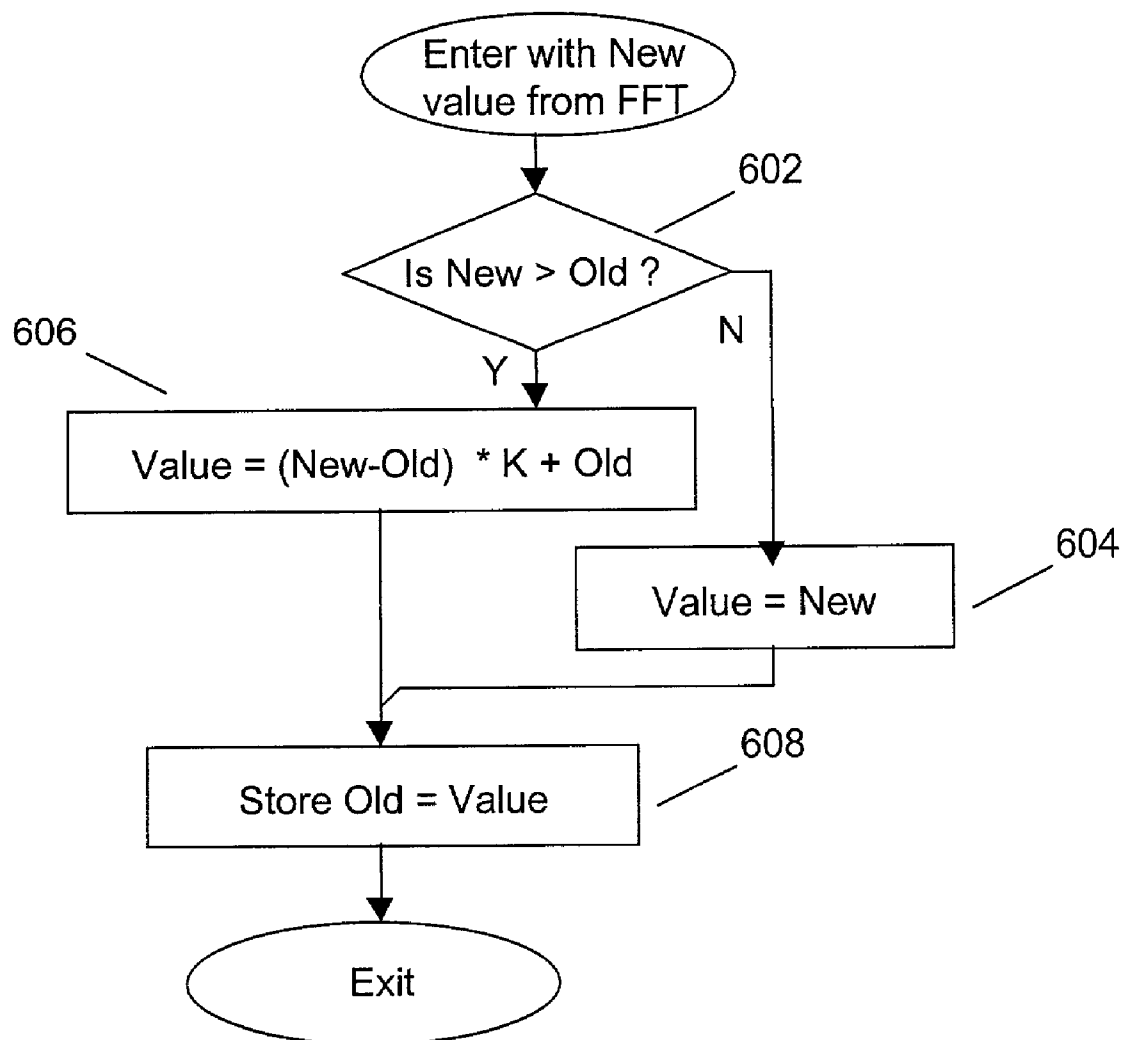 Enter with New
value from FFT
602
Is New > Old ?
N
606
Y
Value = (New-Old) * K + Old
604
Value = New
608
Store Old = Value
Exit